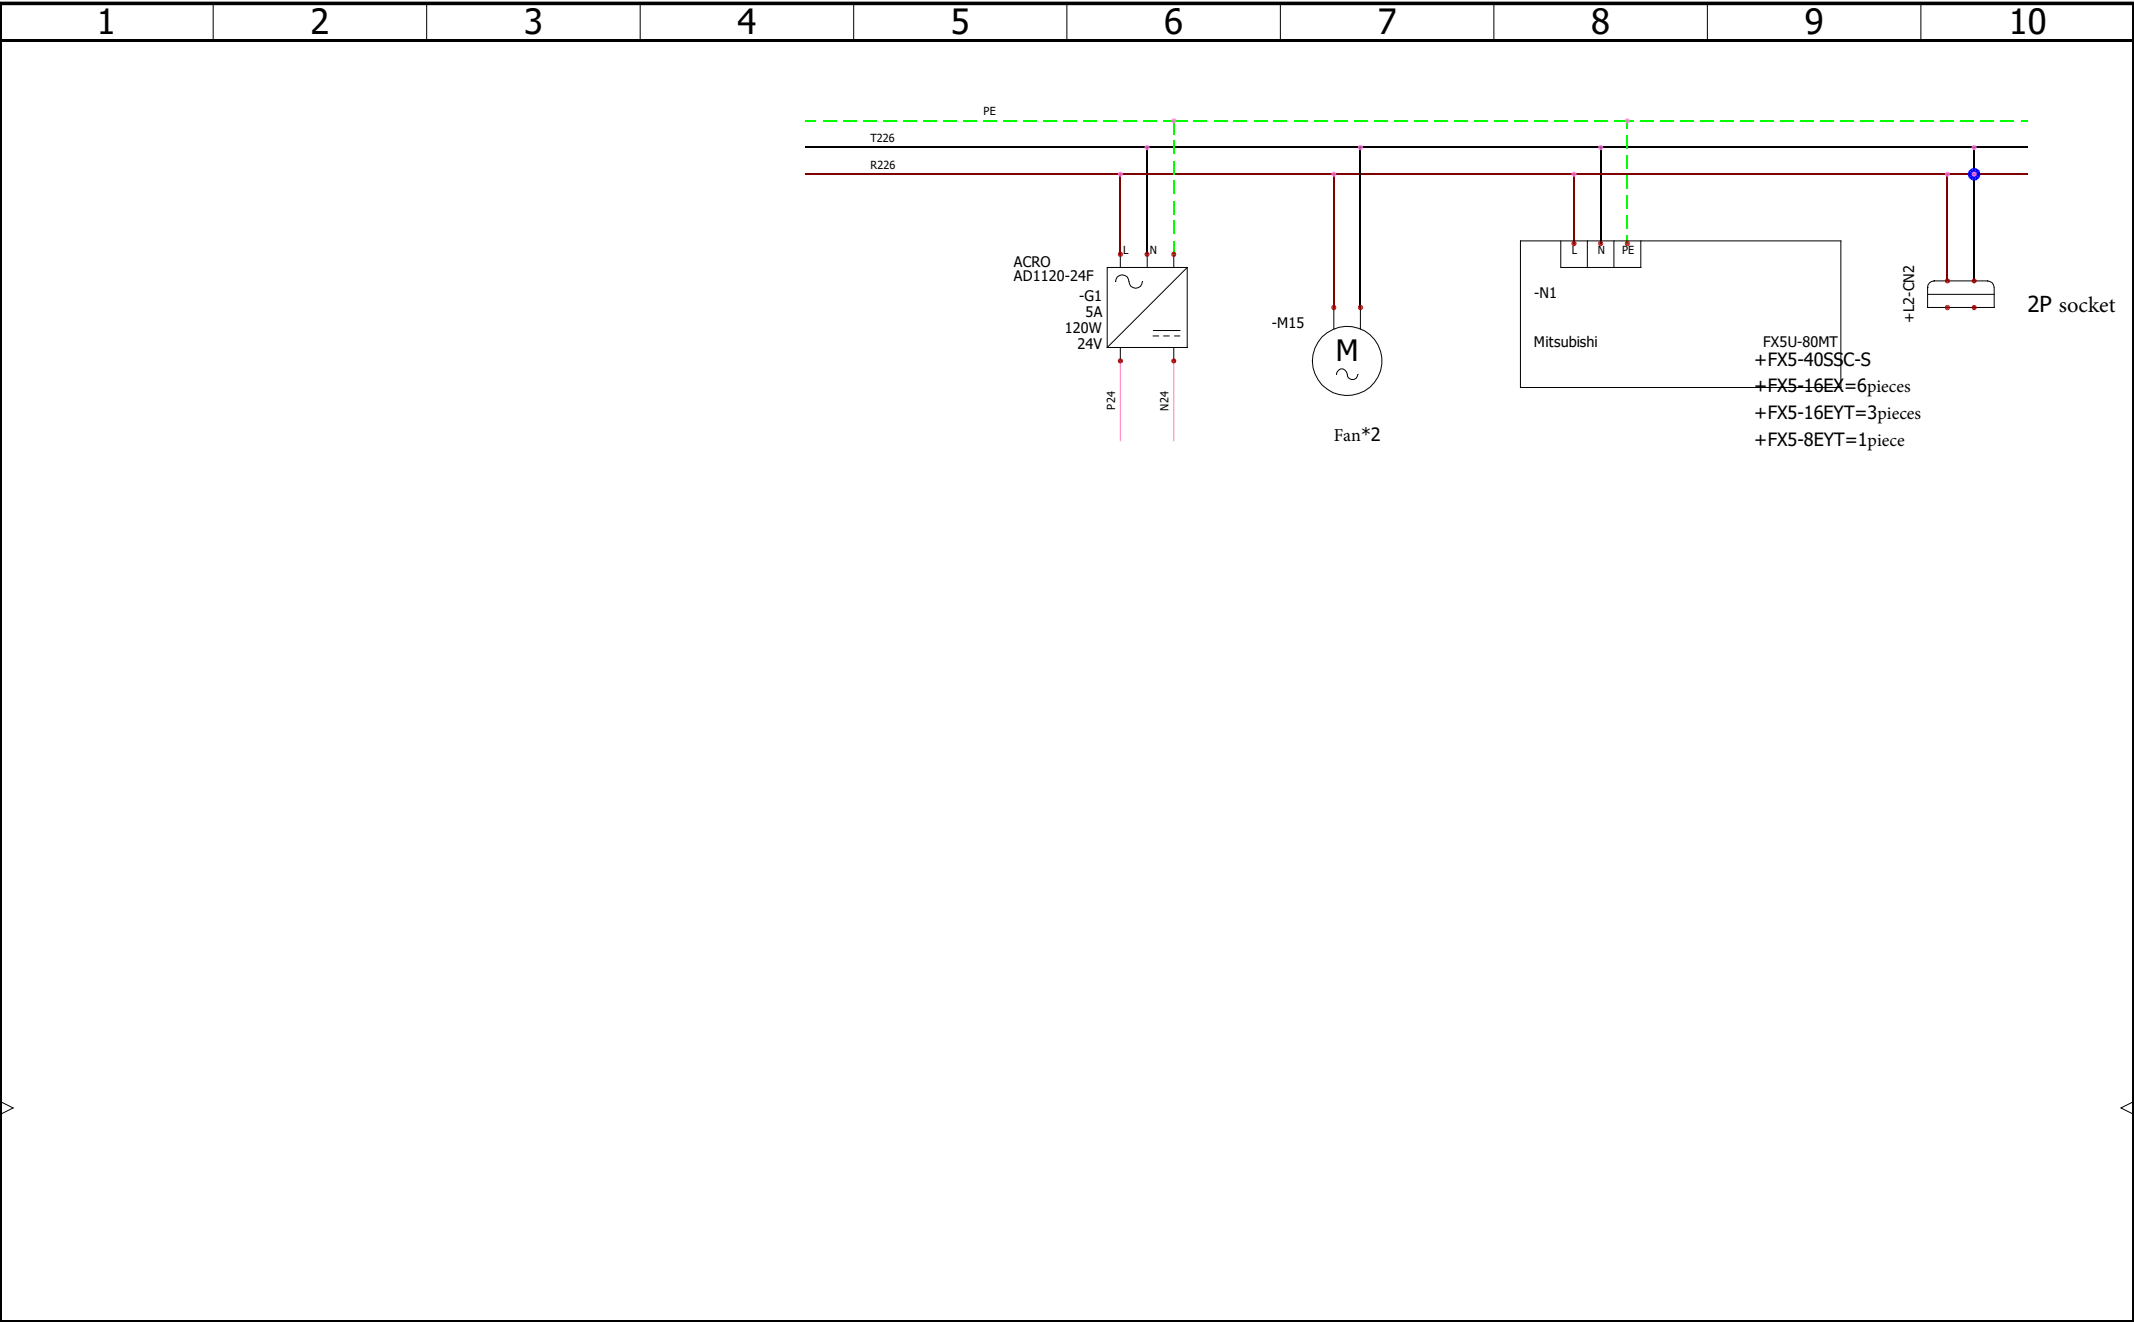 1 2 3 4 5 6 7 8 9 10
PE
T226
R226
L N
ACRO
AD1120-24F
-G1
5A
120W
24V
P24
N24
-M15
M
Fan*2
L N PE
-N1
Mitsubishi
FX5U-80MT
+FX5-40SSC-S
+FX5-16EX=6pieces
+FX5-16EYT=3pieces
+FX5-8EYT=1piece
+L2-CN2
2P socket